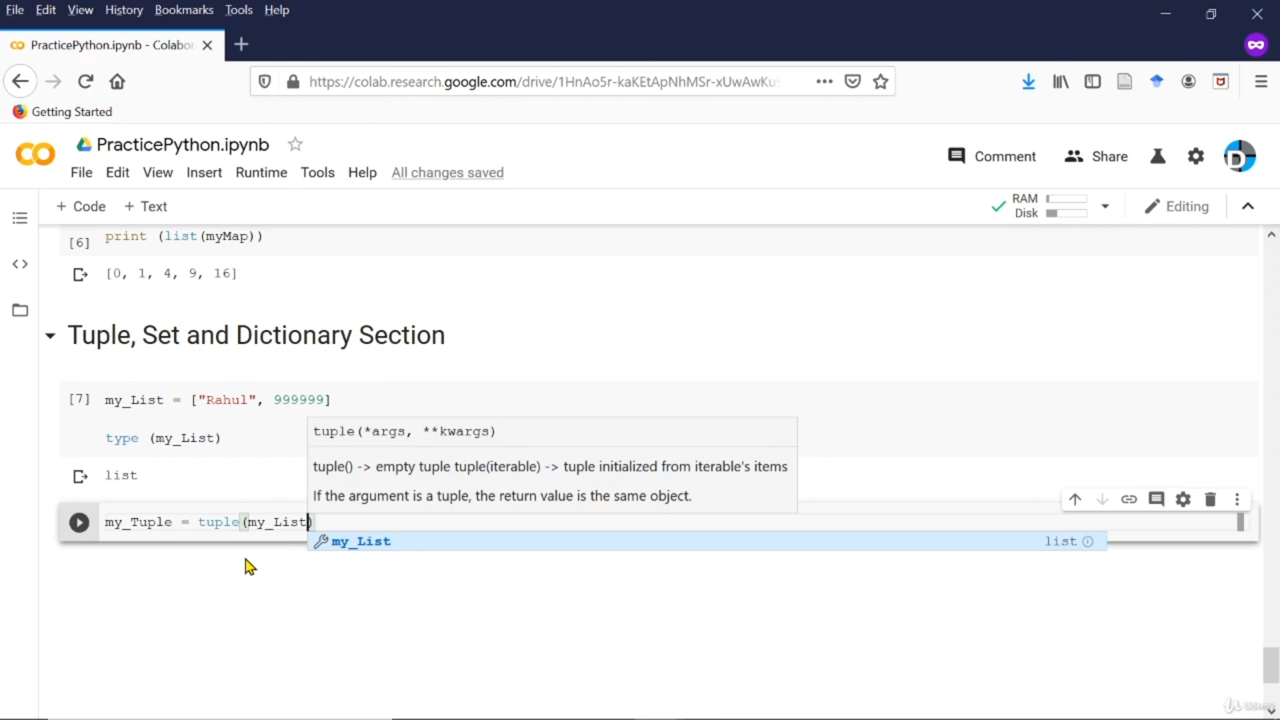 File Edit View History Bookmarks Tools Help
PracticePython.ipynb - Colabor
https://colab.research.google.com/drive/1HnAo5r-kaKEtApNhMSr-xUwAwKu
Getting Started
PracticePython.ipynb
File Edit View Insert Runtime Tools Help All changes saved
Comment Share
+ Code + Text
RAM
Disk
Editing
[6] print (list(myMap))
[0, 1, 4, 9, 16]
Tuple, Set and Dictionary Section
[7] my_List = ["Rahul", 999999]
type (my_List)
list
tuple(*args, **kwargs)
tuple() -> empty tuple tuple(iterable) -> tuple initialized from iterable's items
If the argument is a tuple, the return value is the same object.
my_Tuple = tuple(my_List)
my_List list
Udemy